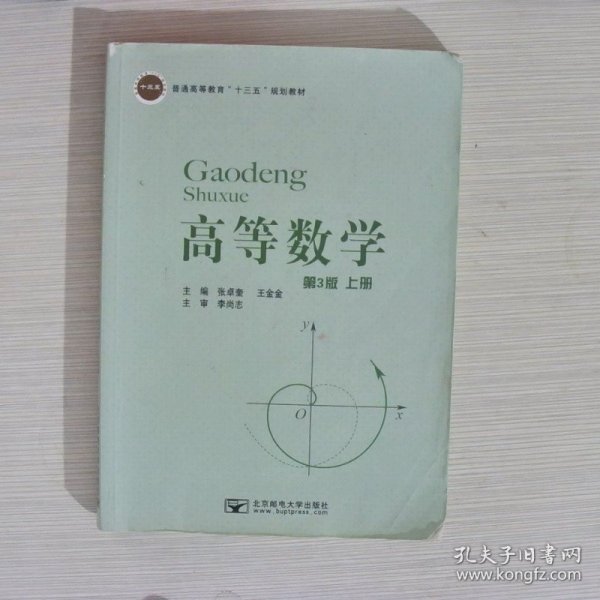 十三五
普通高等教育“十三五”规划教材
Gaodeng
Shuxue
高等数学
第3版 上册
主 编 张卓奎 王金金
主 审 李尚志
y
O
x
北京邮电大学出版社
www.buptpress.com
孔夫子旧书网
www.kongfz.com